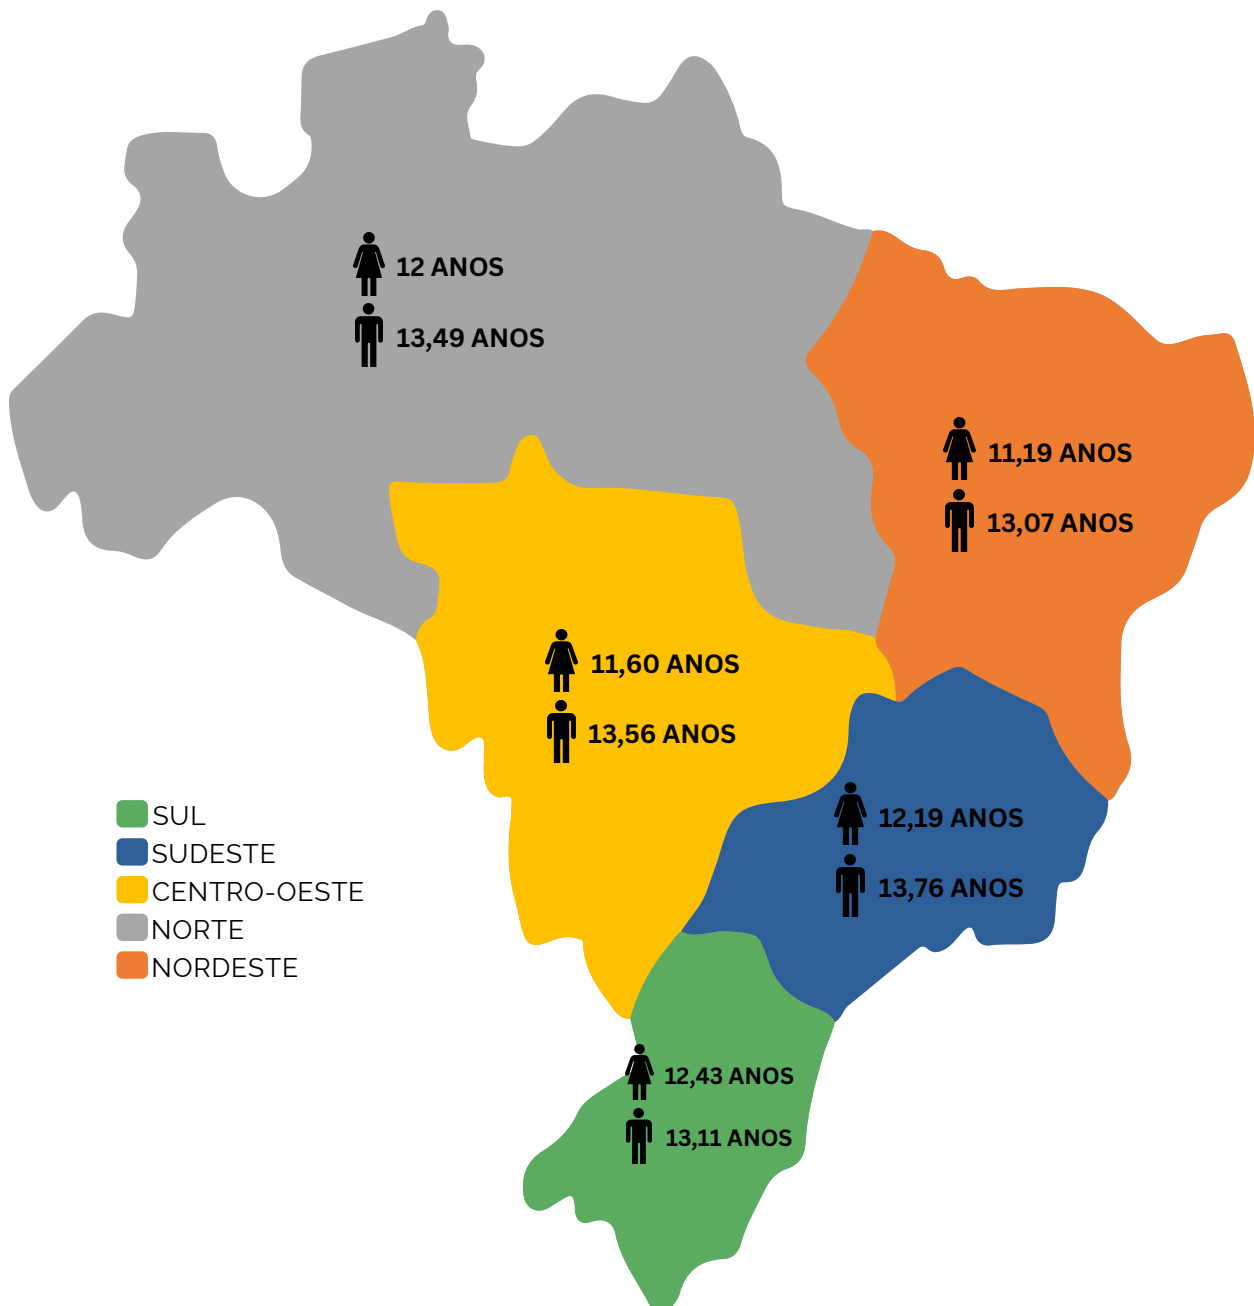 12 ANOS
13,49 ANOS
11,19 ANOS
13,07 ANOS
11,60 ANOS
13,56 ANOS
12,19 ANOS
13,76 ANOS
SUL
SUDESTE
CENTRO-OESTE
NORTE
NORDESTE
12,43 ANOS
13,11 ANOS